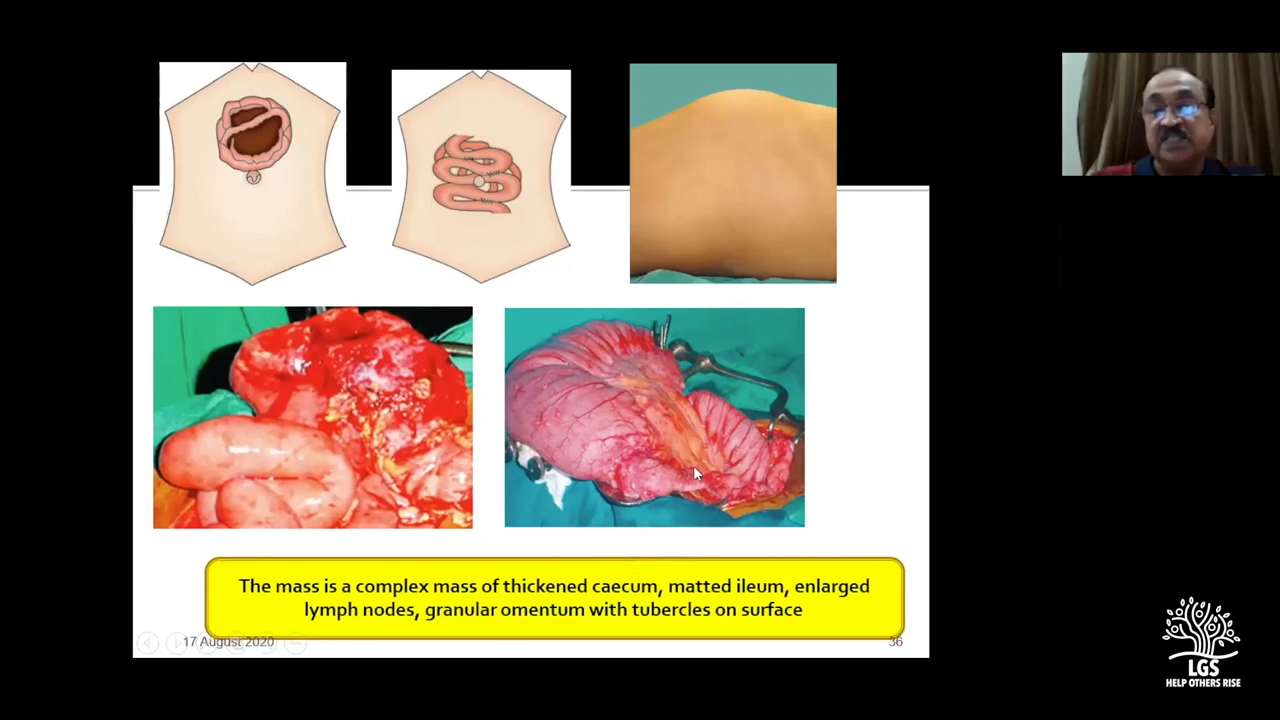 The mass is a complex mass of thickened caecum, matted ileum, enlarged
lymph nodes, granular omentum with tubercles on surface
17 August 2020
36
LGS
HELP OTHERS RISE